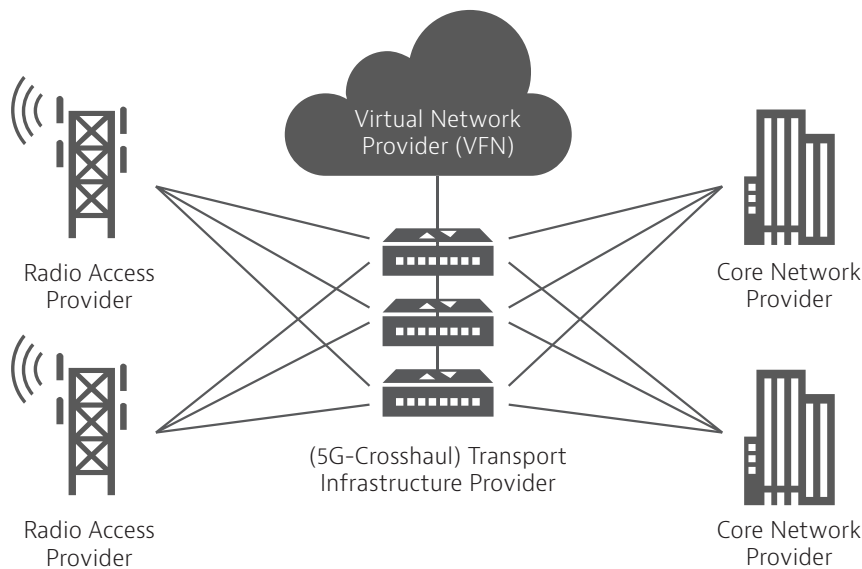 Virtual Network
Provider (VFN)
Radio Access
Provider
Core Network
Provider
(5G-Crosshaul) Transport
Infrastructure Provider
Radio Access
Provider
Core Network
Provider